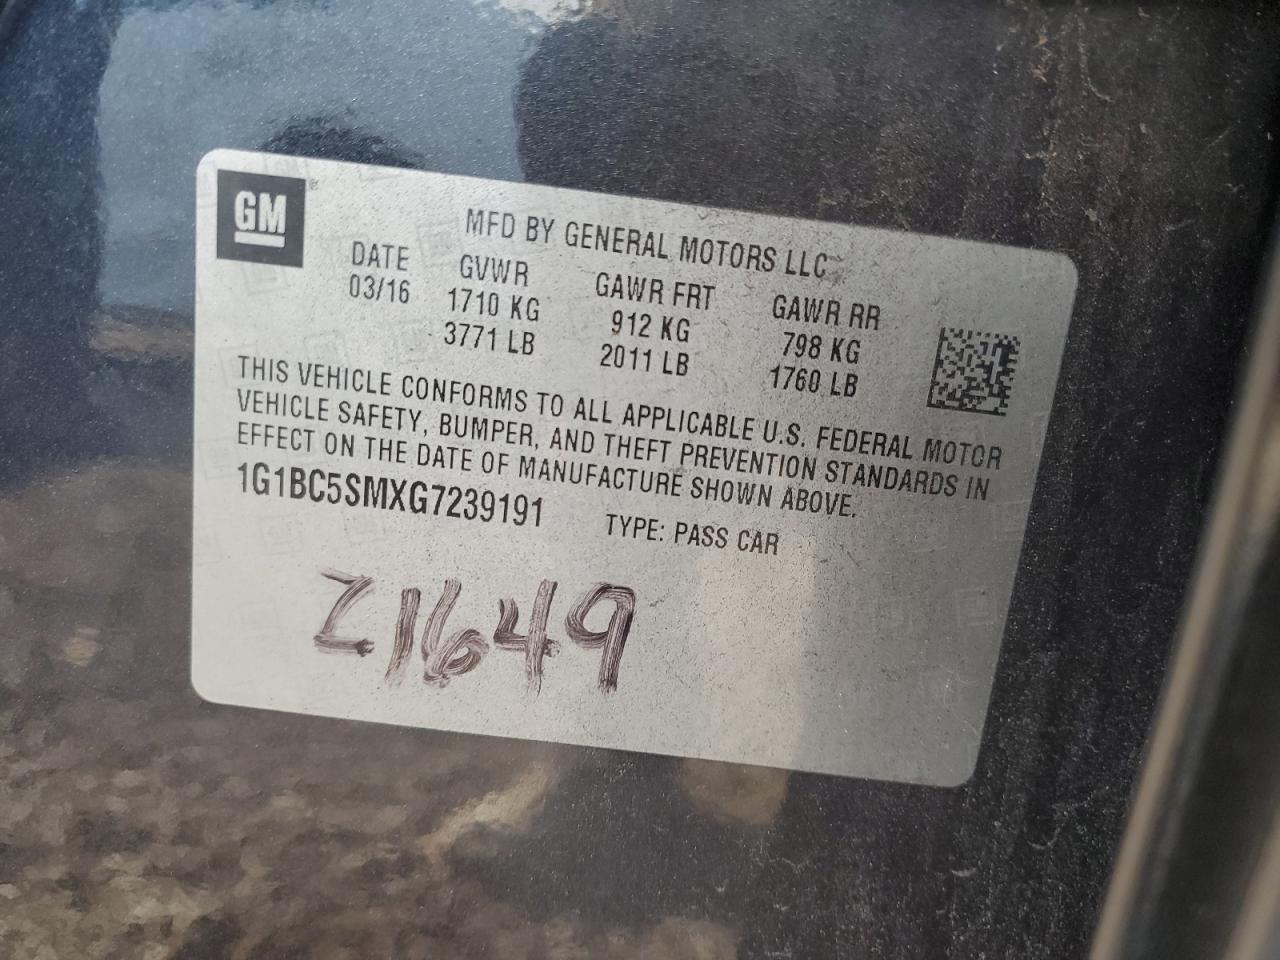 GM
MFD BY GENERAL MOTORS LLC
DATE GVWR GAWR FRT GAWR RR
03/16 1710 KG 912 KG 798 KG
3771 LB 2011 LB 1760 LB
THIS VEHICLE CONFORMS TO ALL APPLICABLE U.S. FEDERAL MOTOR
VEHICLE SAFETY, BUMPER, AND THEFT PREVENTION STANDARDS IN
EFFECT ON THE DATE OF MANUFACTURE SHOWN ABOVE.
1G1BC5SMXG7239191 TYPE: PASS CAR
Z1649